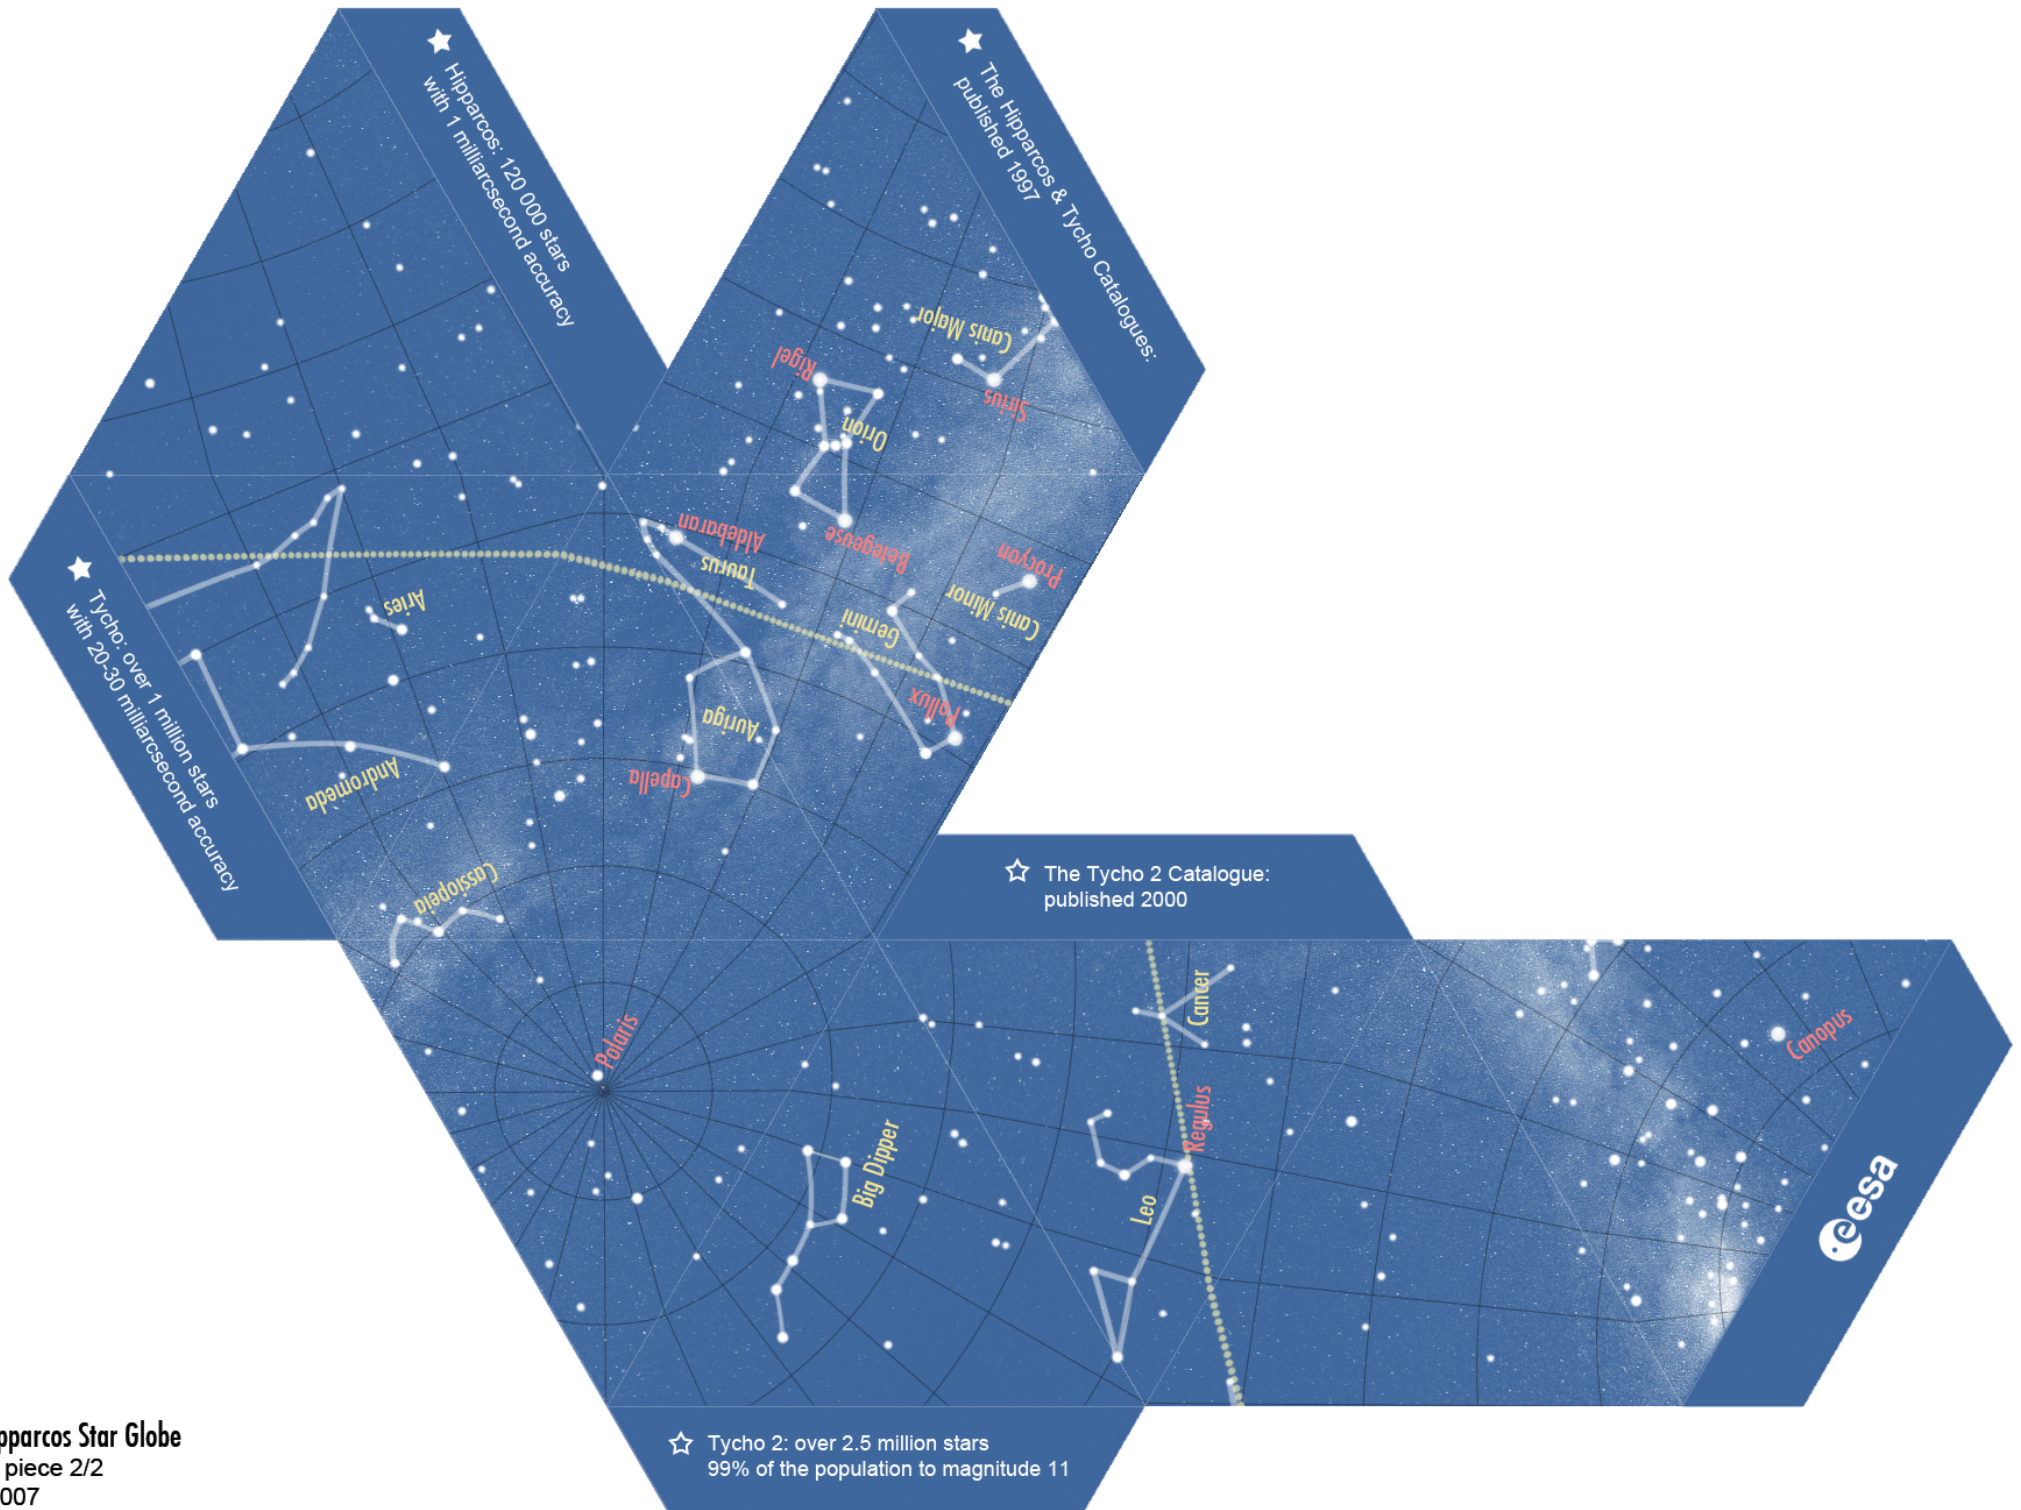 Hipparcos: 120 000 stars
with 1 milliarcsecond accuracy
The Hipparcos & Tycho Catalogues:
published 1997
Canis Major
Rigel
Sirius
Orion
Aldebaran
Betelgeuse
Procyon
Taurus
Canis Minor
Aries
Gemini
Pollux
Auriga
Capella
Andromeda
Tycho: over 1 million stars
with 20-30 milliarcsecond accuracy
Cassiopeia
The Tycho 2 Catalogue:
published 2000
Cancer
Polaris
Canopus
Regulus
Big Dipper
Leo
esa
pparcos Star Globe
piece 2/2
007
Tycho 2: over 2.5 million stars
99% of the population to magnitude 11